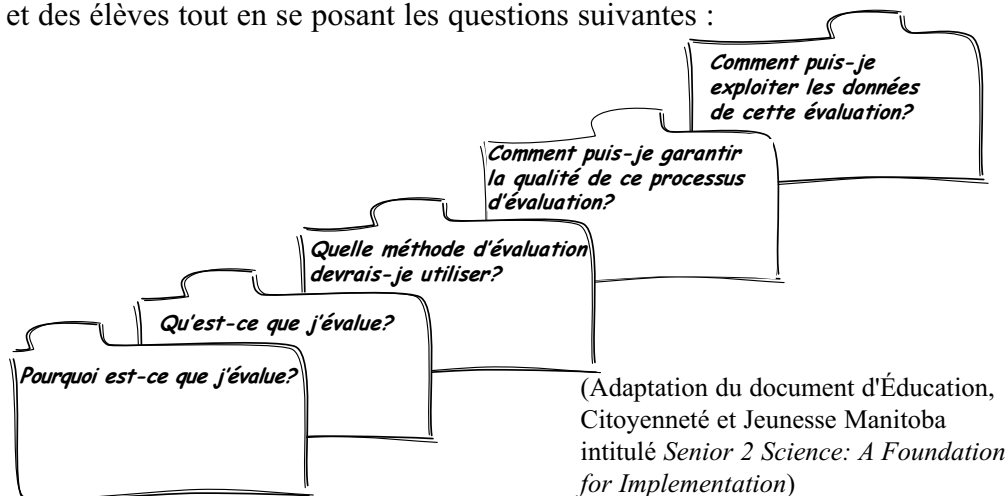 et des élèves tout en se posant les questions suivantes :
Comment puis-je
exploiter les données
de cette évaluation?
Comment puis-je garantir
la qualité de ce processus
d'évaluation?
Quelle méthode d'évaluation
devrais-je utiliser?
Qu'est-ce que j'évalue?
Pourquoi est-ce que j'évalue?
(Adaptation du document d'Éducation,
Citoyenneté et Jeunesse Manitoba
intitulé Senior 2 Science: A Foundation
for Implementation)